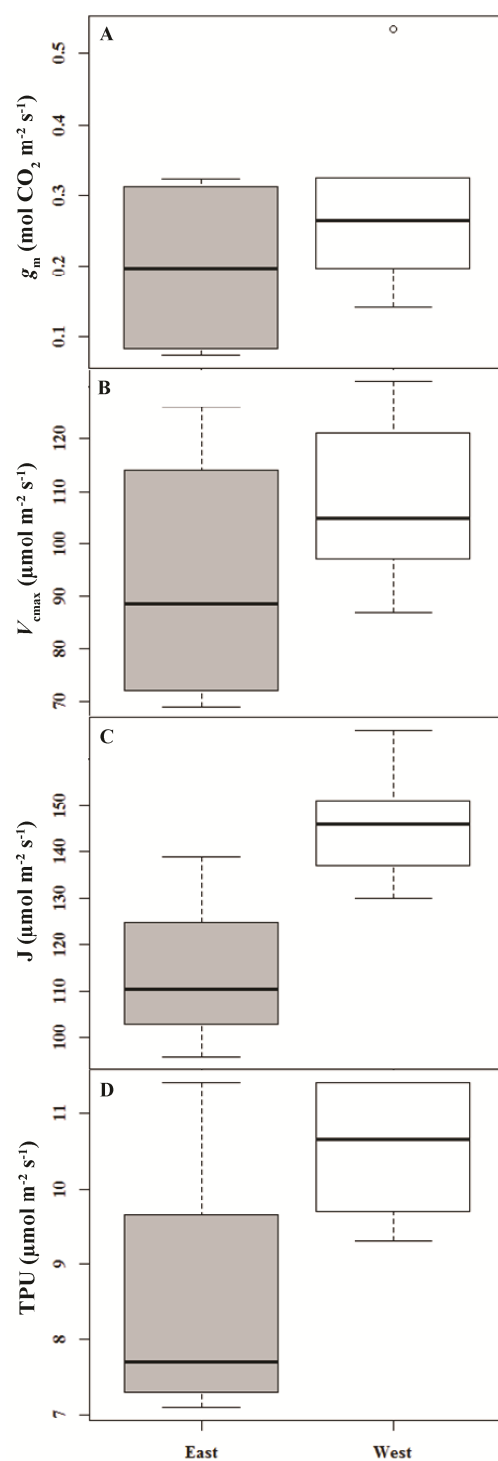 A
0.5
0.4
0.3
0.2
0.1
gm (mol CO2 m-2 s-1)
B
120
110
100
90
80
70
Vcmax (µmol m-2 s-1)
C
150
140
130
120
110
100
J (µmol m-2 s-1)
D
11
10
9
8
7
TPU (µmol m-2 s-1)
East West